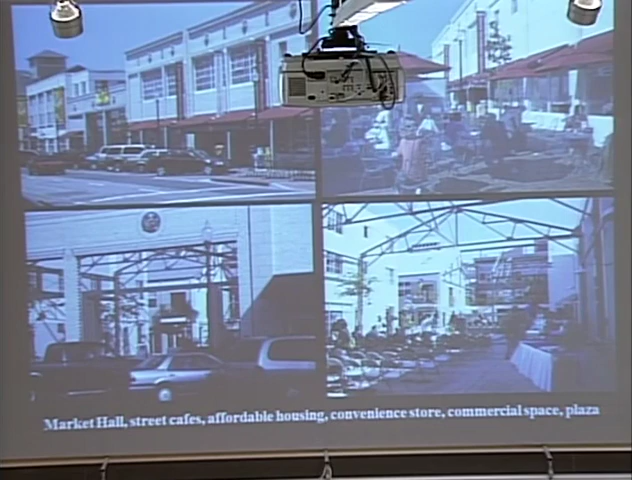 Market Hall, street cafes, affordable housing, convenience store, commercial space, plaza